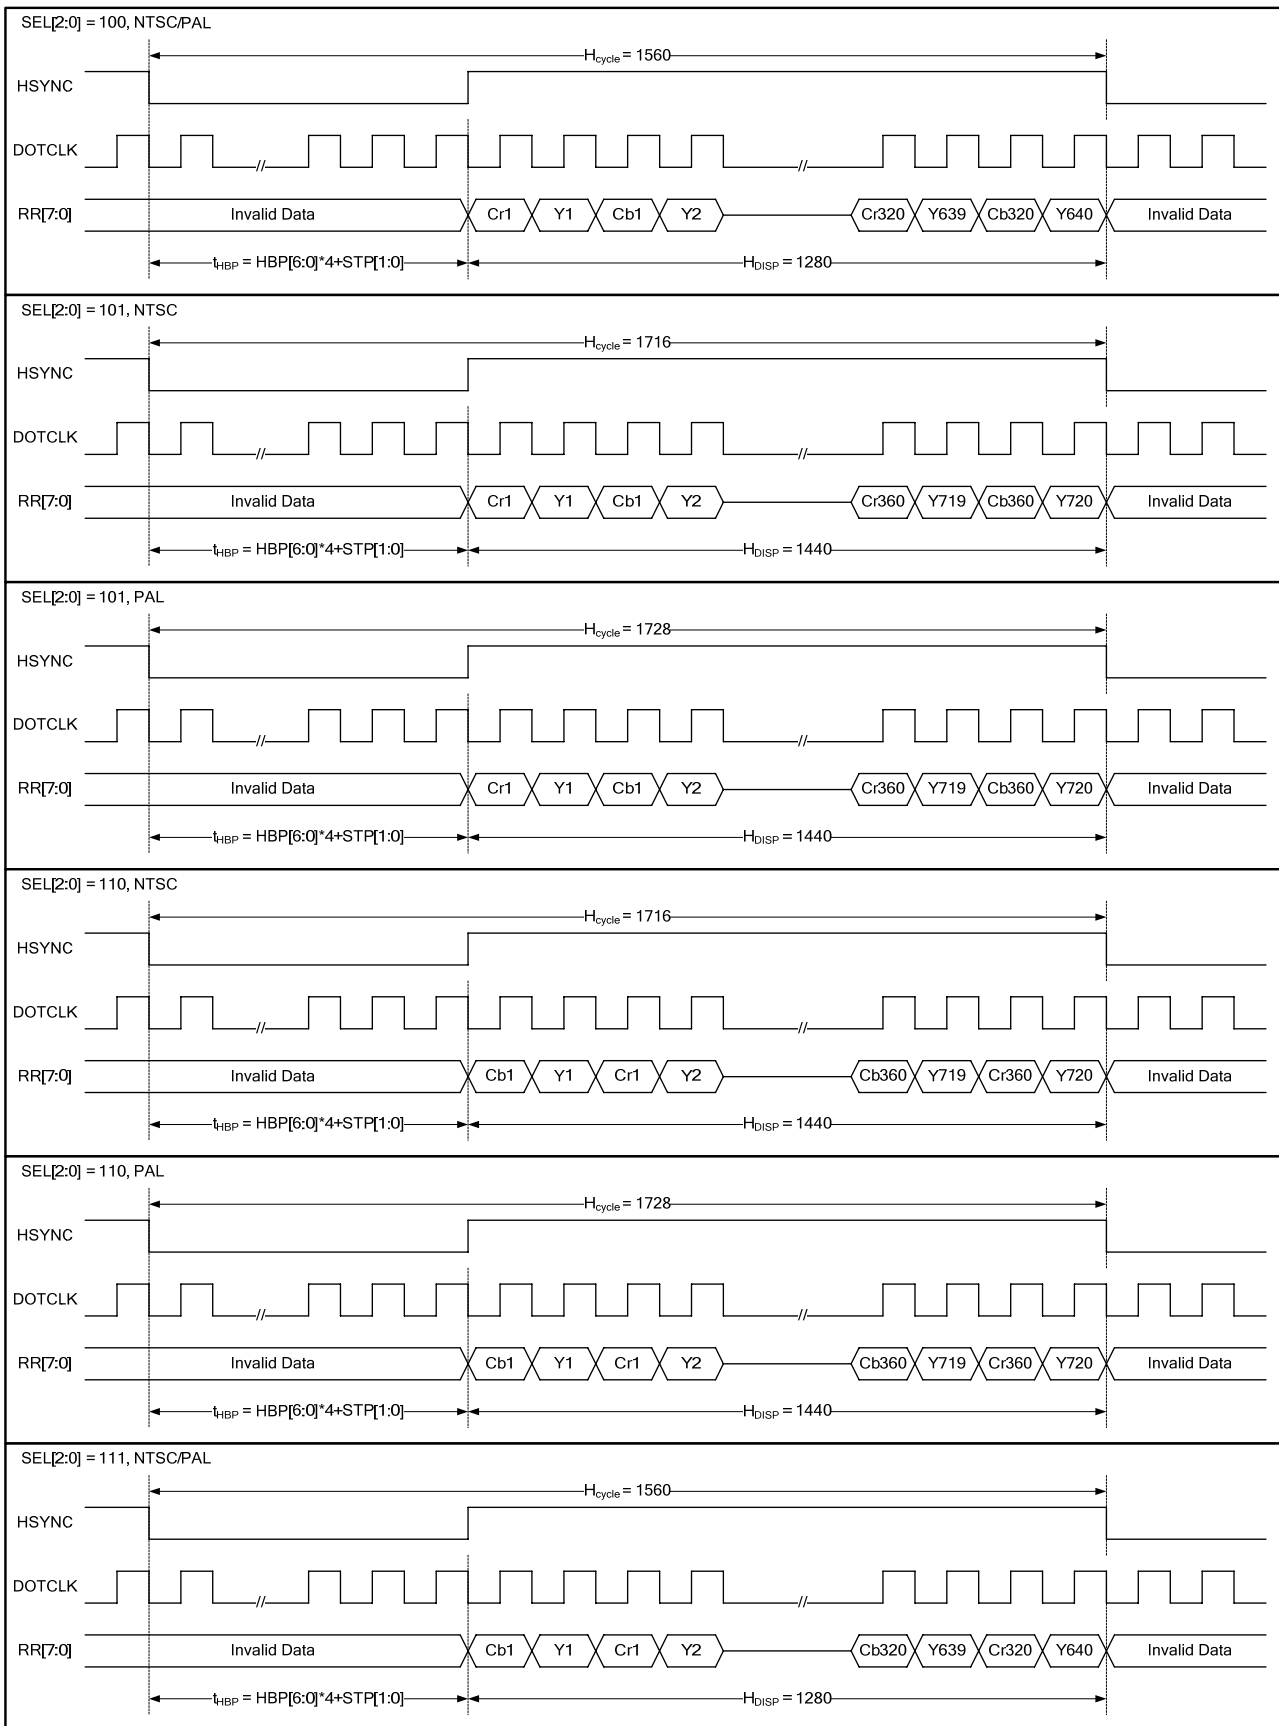 SEL[2:0] = 100, NTSC/PAL
Hcycle = 1560
HSYNC
DOTCLK
// //
RR[7:0] Invalid Data Cr1 Y1 Cb1 Y2 Cr320 Y639 Cb320 Y640 Invalid Data
tHBP = HBP[6:0]*4+STP[1:0] HDISP = 1280
SEL[2:0] = 101, NTSC
Hcycle = 1716
HSYNC
DOTCLK
// //
RR[7:0] Invalid Data Cr1 Y1 Cb1 Y2 Cr360 Y719 Cb360 Y720 Invalid Data
tHBP = HBP[6:0]*4+STP[1:0] HDISP = 1440
SEL[2:0] = 101, PAL
Hcycle = 1728
HSYNC
DOTCLK
// //
RR[7:0] Invalid Data Cr1 Y1 Cb1 Y2 Cr360 Y719 Cb360 Y720 Invalid Data
tHBP = HBP[6:0]*4+STP[1:0] HDISP = 1440
SEL[2:0] = 110, NTSC
Hcycle = 1716
HSYNC
DOTCLK
// //
RR[7:0] Invalid Data Cb1 Y1 Cr1 Y2 Cb360 Y719 Cr360 Y720 Invalid Data
tHBP = HBP[6:0]*4+STP[1:0] HDISP = 1440
SEL[2:0] = 110, PAL
Hcycle = 1728
HSYNC
DOTCLK
// //
RR[7:0] Invalid Data Cb1 Y1 Cr1 Y2 Cb360 Y719 Cr360 Y720 Invalid Data
tHBP = HBP[6:0]*4+STP[1:0] HDISP = 1440
SEL[2:0] = 111, NTSC/PAL
Hcycle = 1560
HSYNC
DOTCLK
// //
RR[7:0] Invalid Data Cb1 Y1 Cr1 Y2 Cb320 Y639 Cr320 Y640 Invalid Data
tHBP = HBP[6:0]*4+STP[1:0] HDISP = 1280